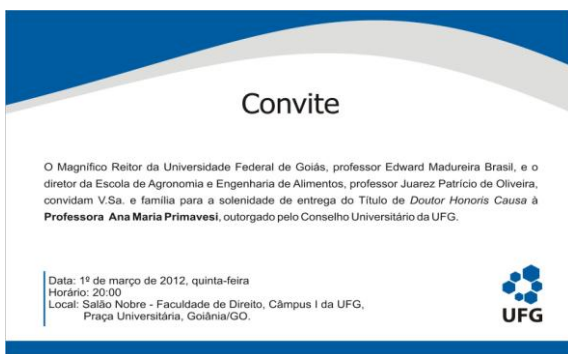 Convite
O Magnífico Reitor da Universidade Federal de Goiás, professor Edward Madureira Brasil, e o
diretor da Escola de Agronomia e Engenharia de Alimentos, professor Juarez Patrício de Oliveira,
convidam V.Sa. e família para a solenidade de entrega do Título de Doutor Honoris Causa à
Professora Ana Maria Primavesi, outorgado pelo Conselho Universitário da UFG.
Data: 1º de março de 2012, quinta-feira
Horário: 20:00
Local: Salão Nobre - Faculdade de Direito, Câmpus I da UFG,
Praça Universitária, Goiânia/GO.
UFG